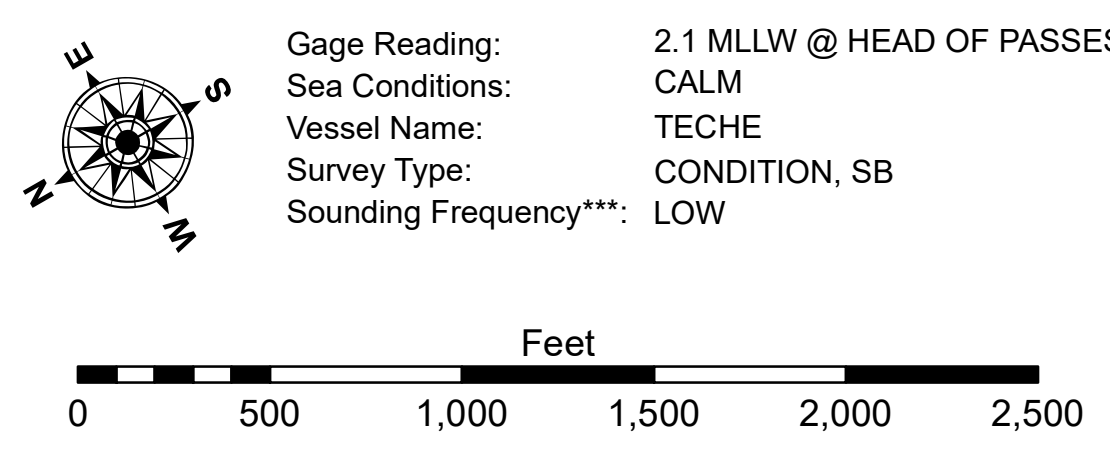 E
S
N
W
Gage Reading: 2.1 MLLW @ HEAD OF PASSES
Sea Conditions: CALM
Vessel Name: TECHE
Survey Type: CONDITION, SB
Sounding Frequency***: LOW
Feet
0 500 1,000 1,500 2,000 2,500